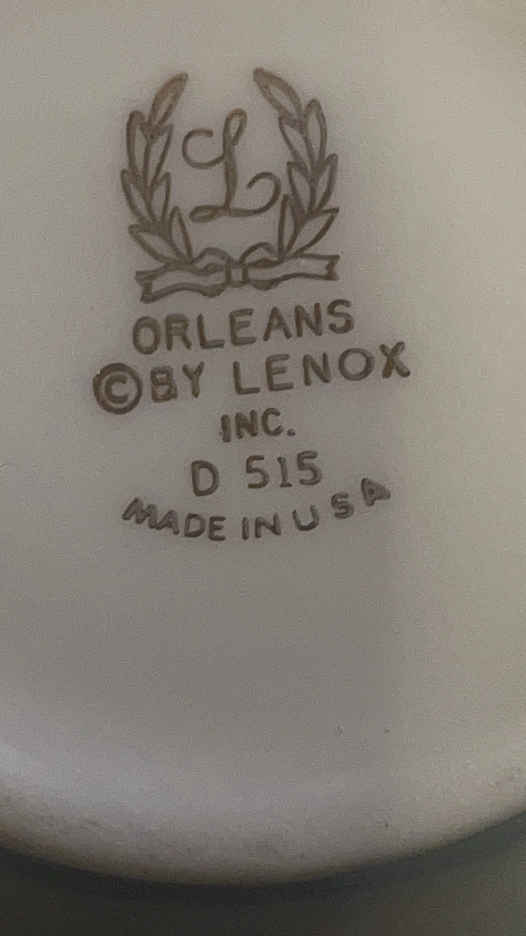 L
ORLEANS
©BY LENOX
INC.
D 515
MADE IN USA